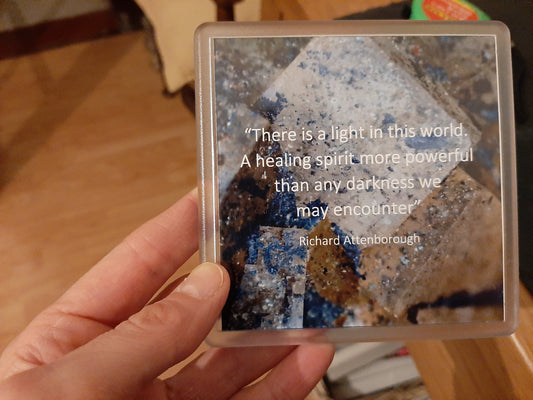 “There is a light in this world.
A healing spirit more powerful
than any darkness we
may encounter”
Richard Attenborough